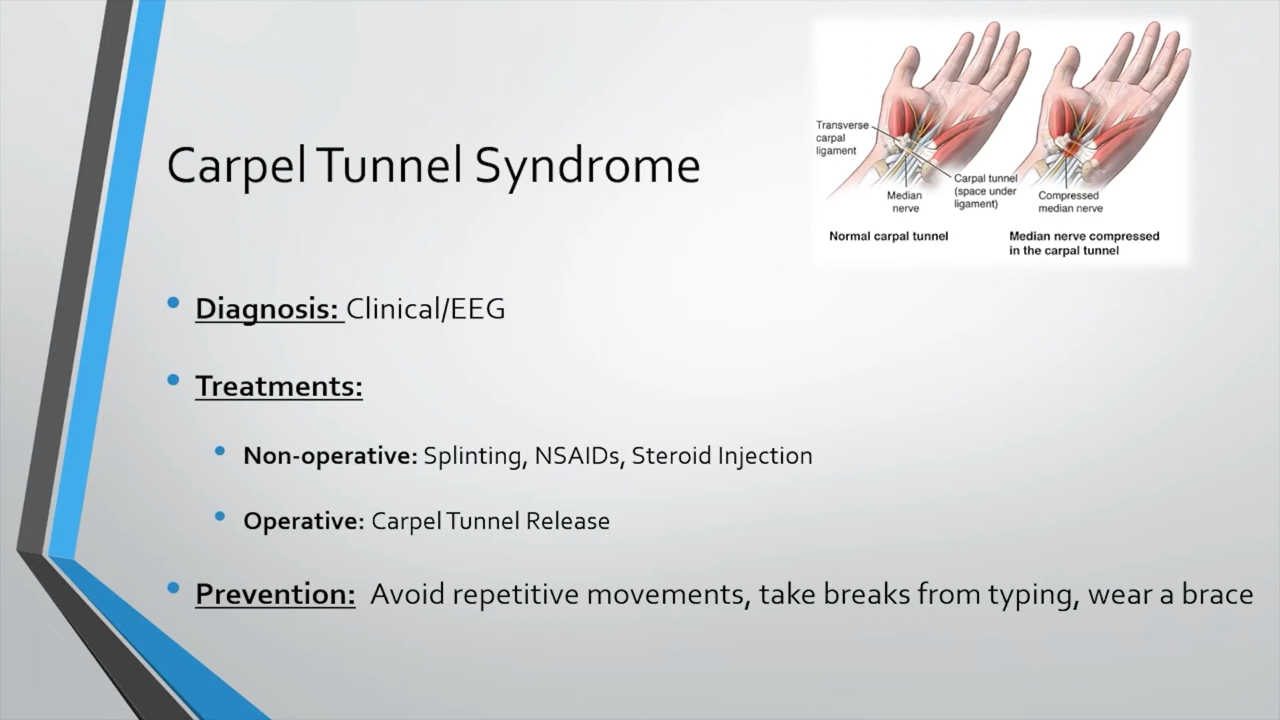 Transverse
carpal
ligament
Median
nerve
Carpal tunnel
(space under
ligament)
Compressed
median nerve
Normal carpal tunnel
Median nerve compressed
in the carpal tunnel
Carpel Tunnel Syndrome
Diagnosis: Clinical/EEG
Treatments:
Non-operative: Splinting, NSAIDs, Steroid Injection
Operative: Carpel Tunnel Release
Prevention: Avoid repetitive movements, take breaks from typing, wear a brace